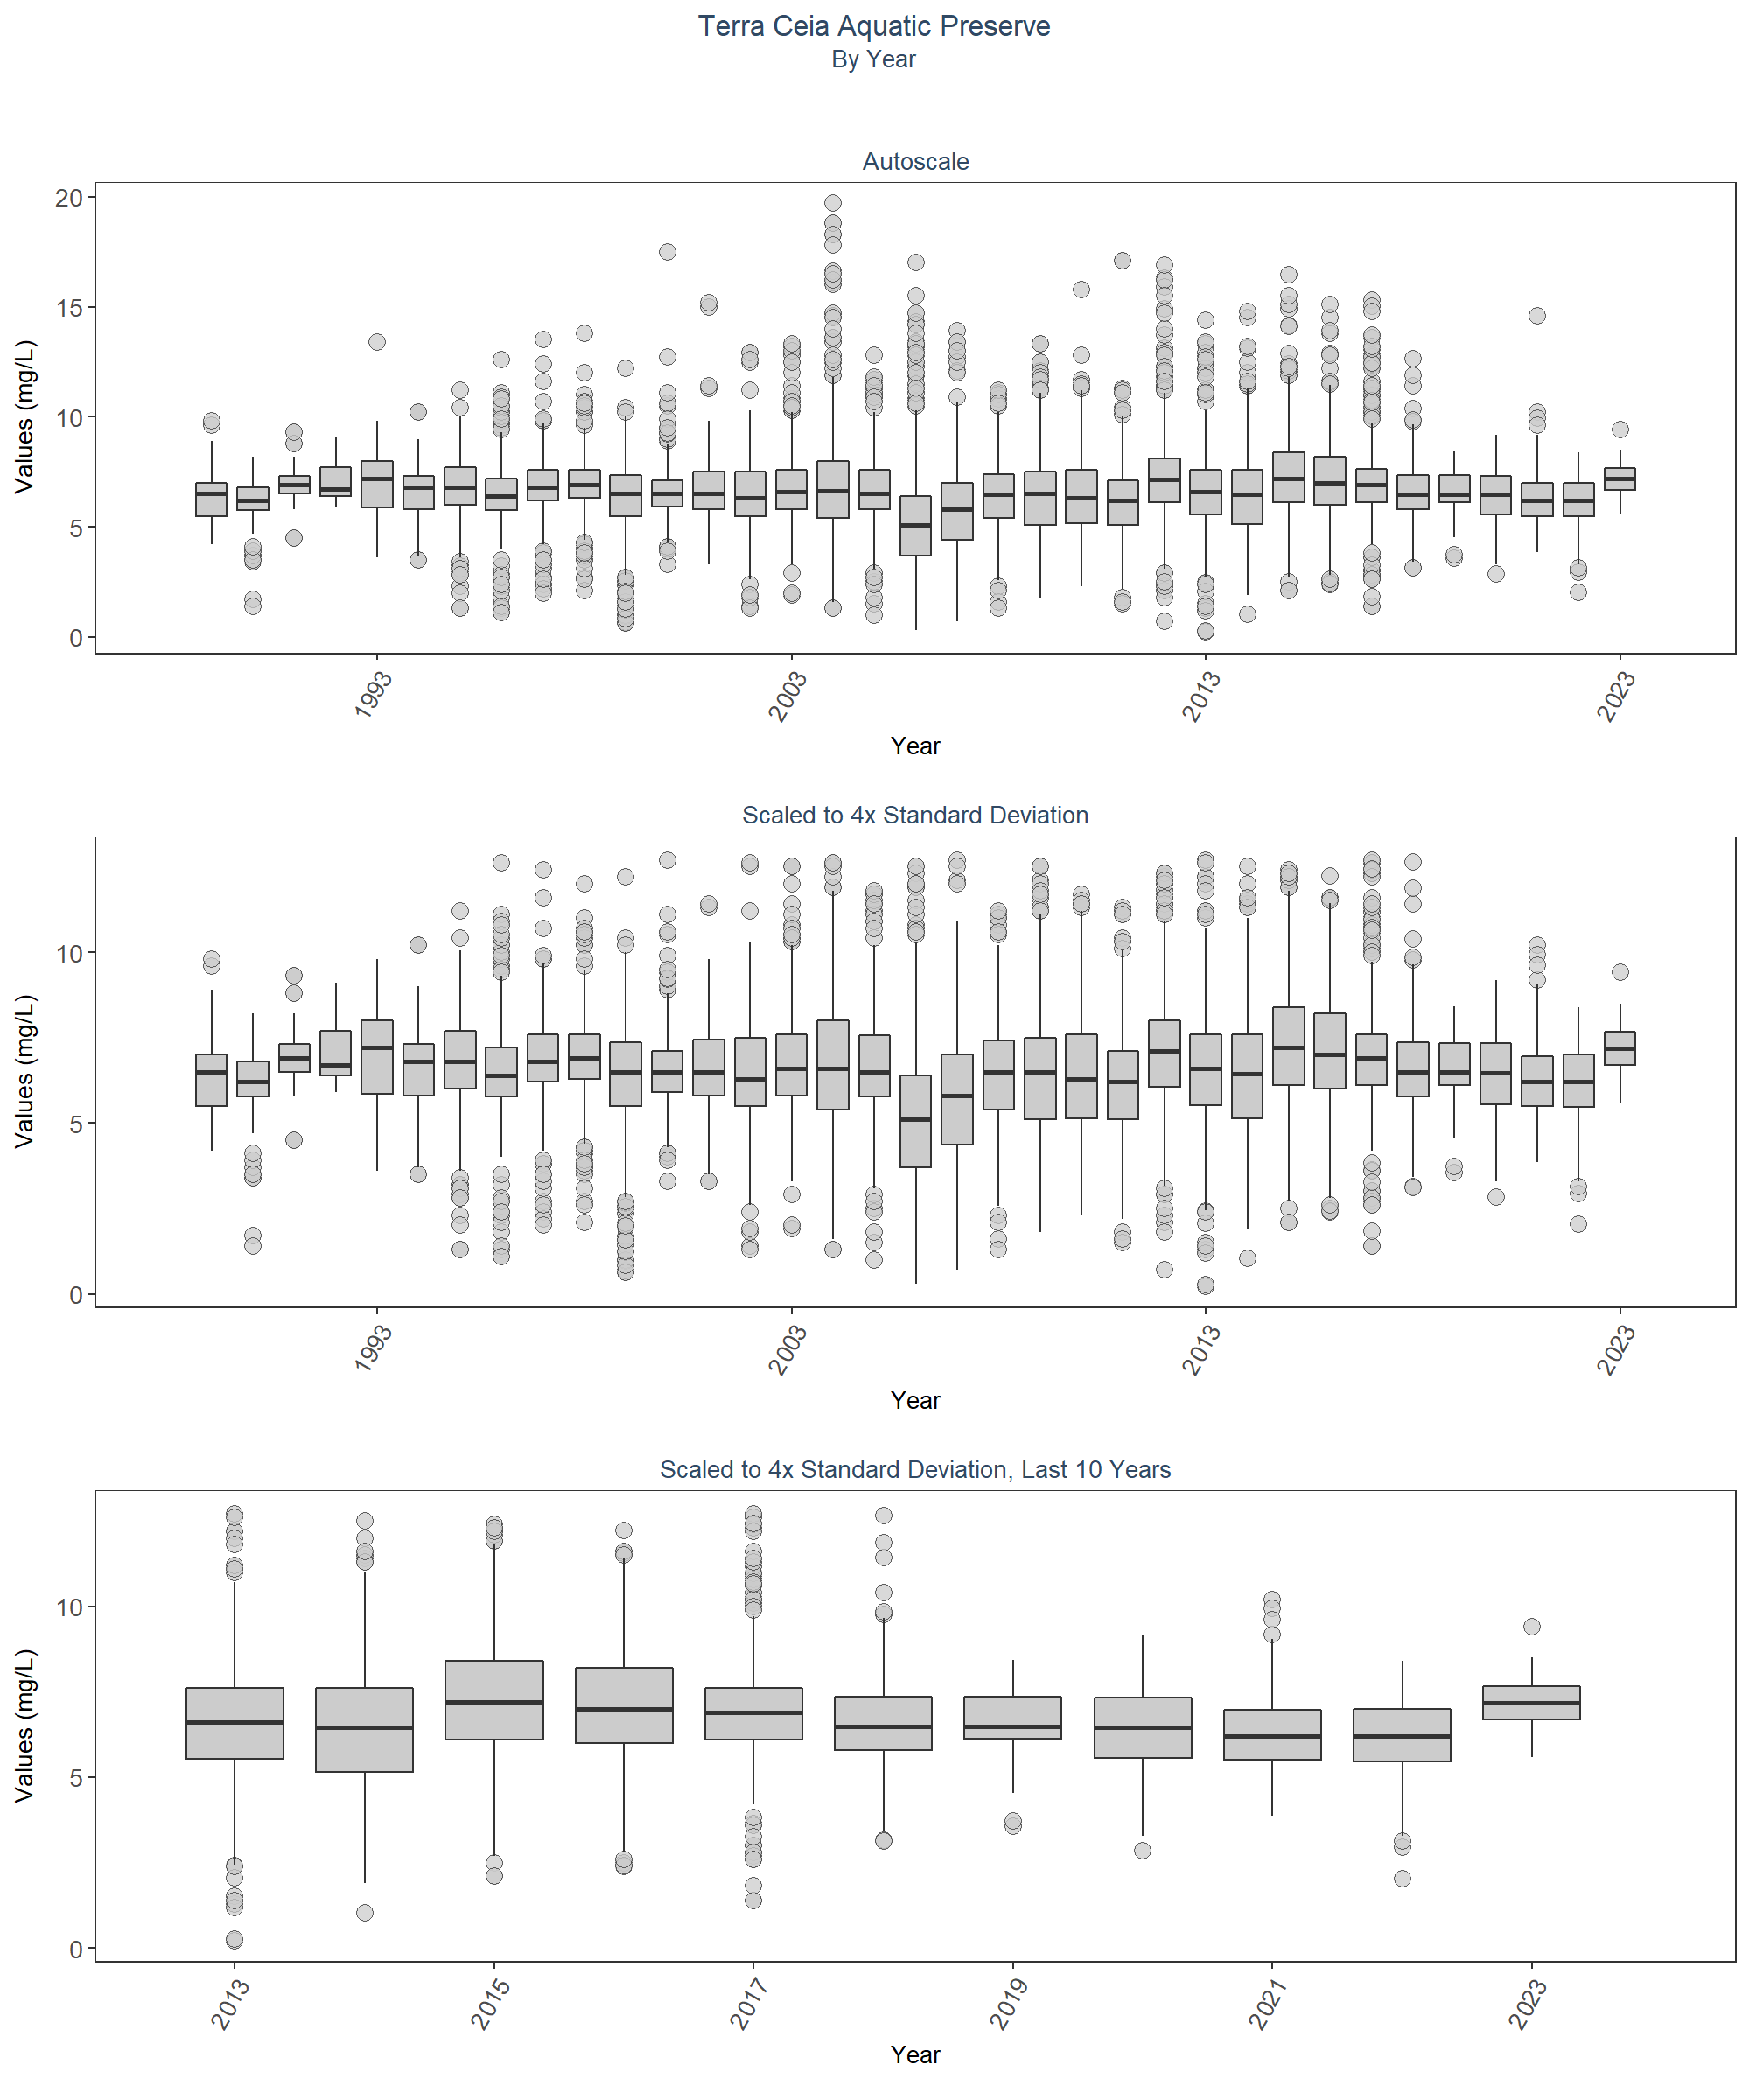 Terra Ceia Aquatic Preserve
By Year
Autoscale
Values (mg/L)
20
15
10
5
0
1993
2003
2013
2023
Year
Scaled to 4x Standard Deviation
Values (mg/L)
10
5
0
1993
2003
2013
2023
Year
Scaled to 4x Standard Deviation, Last 10 Years
Values (mg/L)
10
5
0
2013
2015
2017
2019
2021
2023
Year